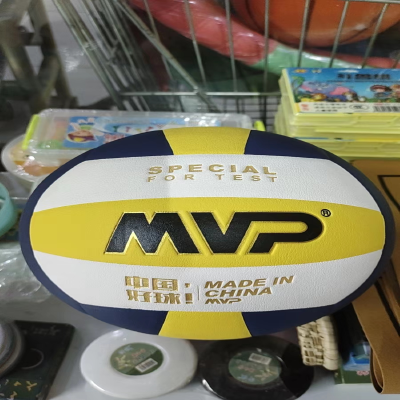 SPECIAL
FOR TEST
MVP®
中国，
好球！
MADE IN
CHINA
MVP